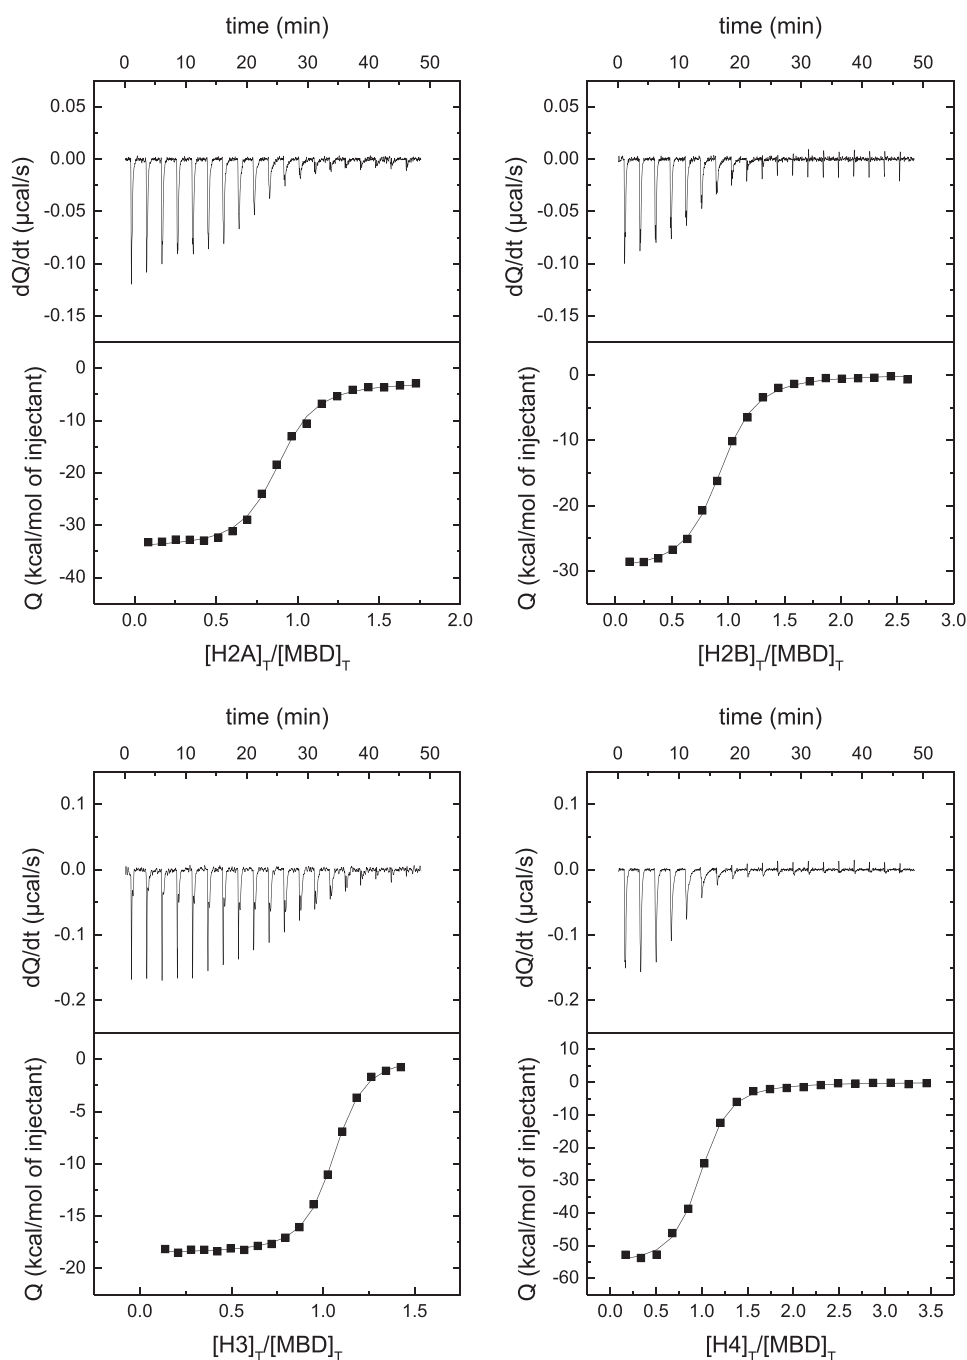 time (min)
0 10 20 30 40 50
0.05
0.00
-0.05
-0.10
-0.15
dQ/dt (µcal/s)
0
-10
-20
-30
-40
Q (kcal/mol of injectant)
0.0 0.5 1.0 1.5 2.0
[H2A]T/[MBD]T
time (min)
0 10 20 30 40 50
0.05
0.00
-0.05
-0.10
-0.15
dQ/dt (µcal/s)
0
-10
-20
-30
Q (kcal/mol of injectant)
0.0 0.5 1.0 1.5 2.0 2.5 3.0
[H2B]T/[MBD]T
time (min)
0 10 20 30 40 50
0.1
0.0
-0.1
-0.2
dQ/dt (µcal/s)
0
-5
-10
-15
-20
Q (kcal/mol of injectant)
0.0 0.5 1.0 1.5
[H3]T/[MBD]T
time (min)
0 10 20 30 40 50
0.1
0.0
-0.1
-0.2
dQ/dt (µcal/s)
10
0
-10
-20
-30
-40
-50
-60
Q (kcal/mol of injectant)
0.0 0.5 1.0 1.5 2.0 2.5 3.0 3.5
[H4]T/[MBD]T